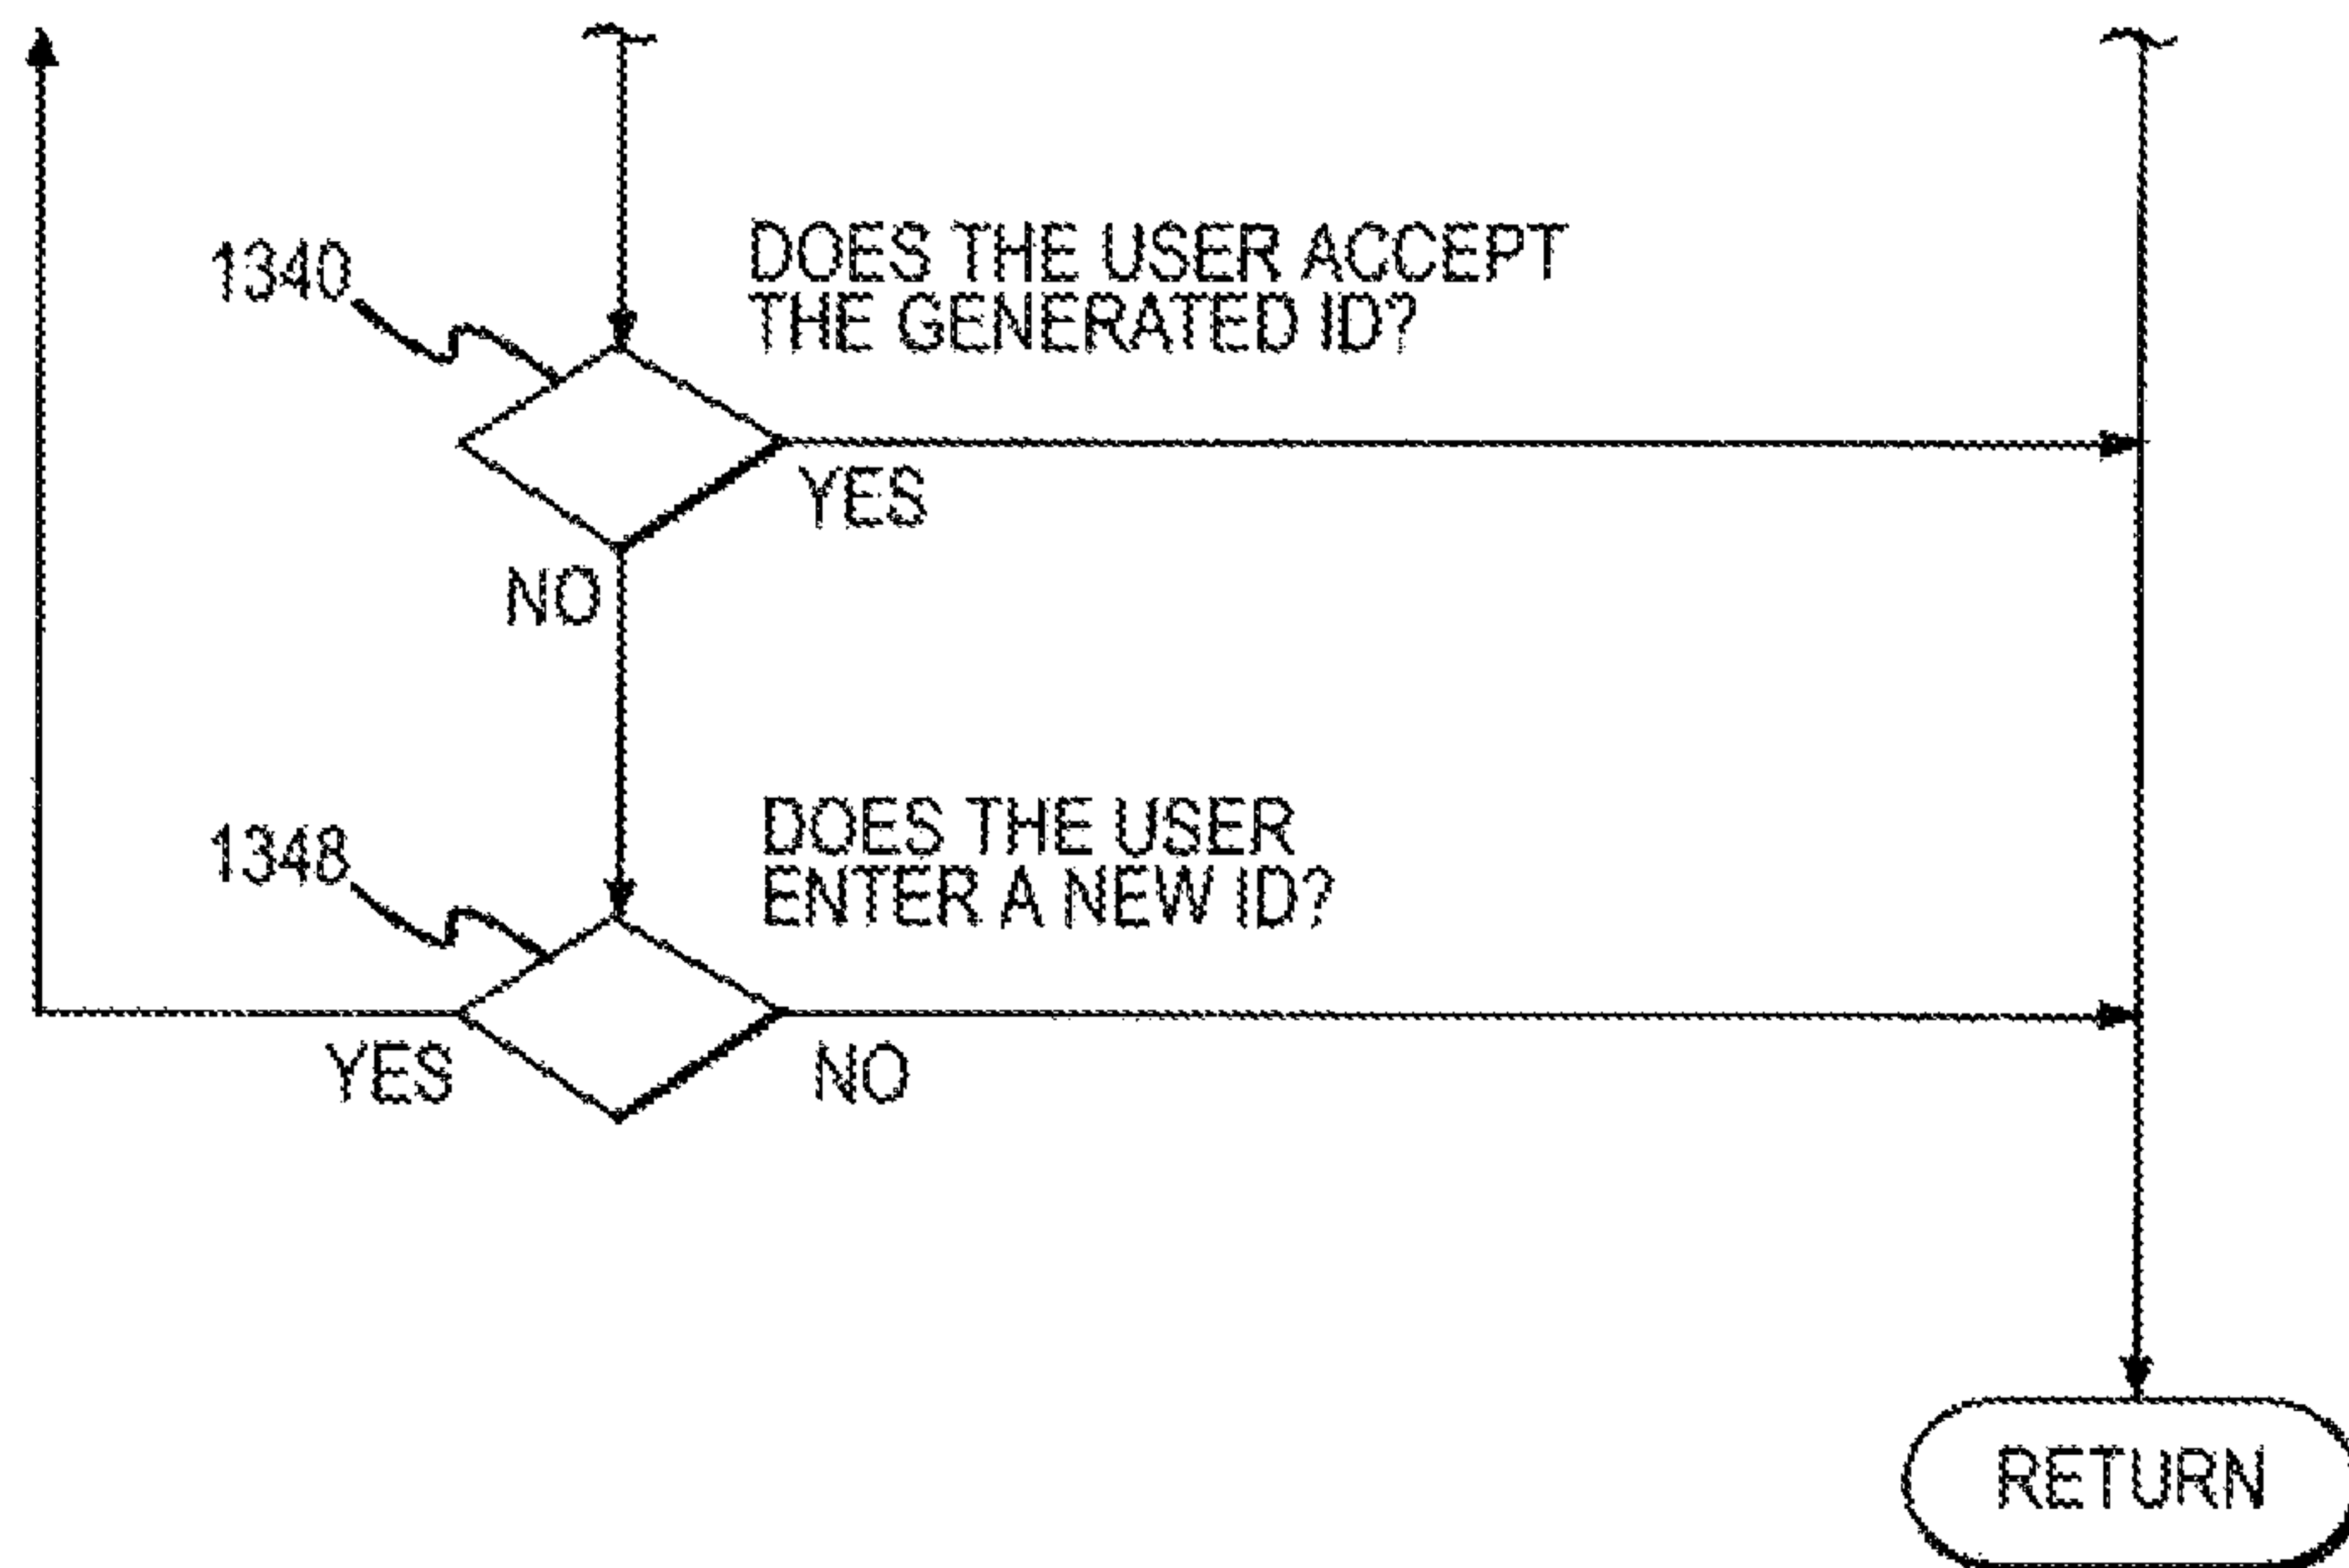 1340
DOES THE USER ACCEPT
THE GENERATED ID?
YES
NO
1348
DOES THE USER
ENTER A NEW ID?
YES
NO
RETURN